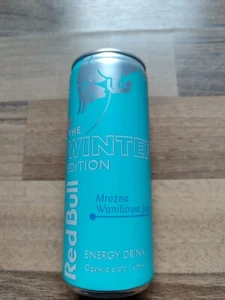 THE
WINTER
EDITION
Red Bull
Mroźna
Waniliowa
ENERGY DRINK